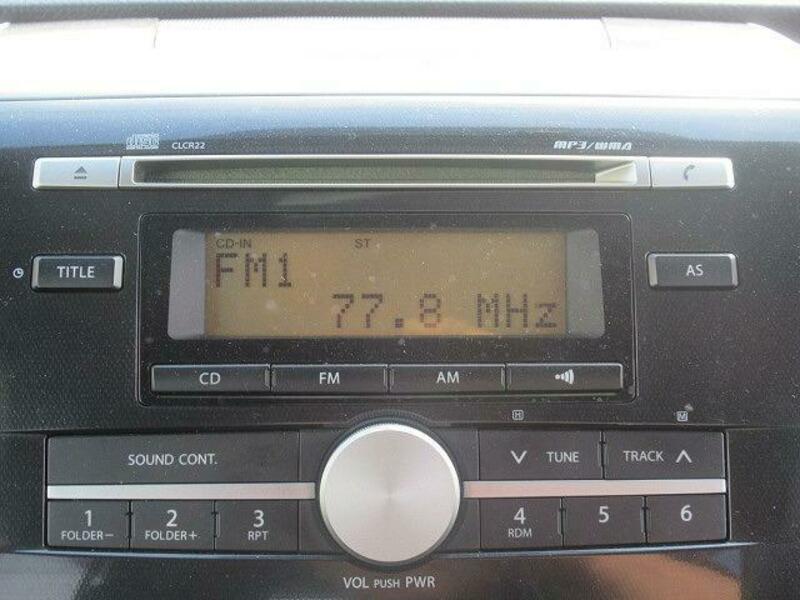 disc CLCR22 MP3/WMA
CD-IN ST
FM1
77.8 MHz
TITLE
AS
CD FM AM
H M
SOUND CONT.
TUNE TRACK
1 2 3 4 5 6
FOLDER− FOLDER+ RPT RDM
VOL PUSH PWR